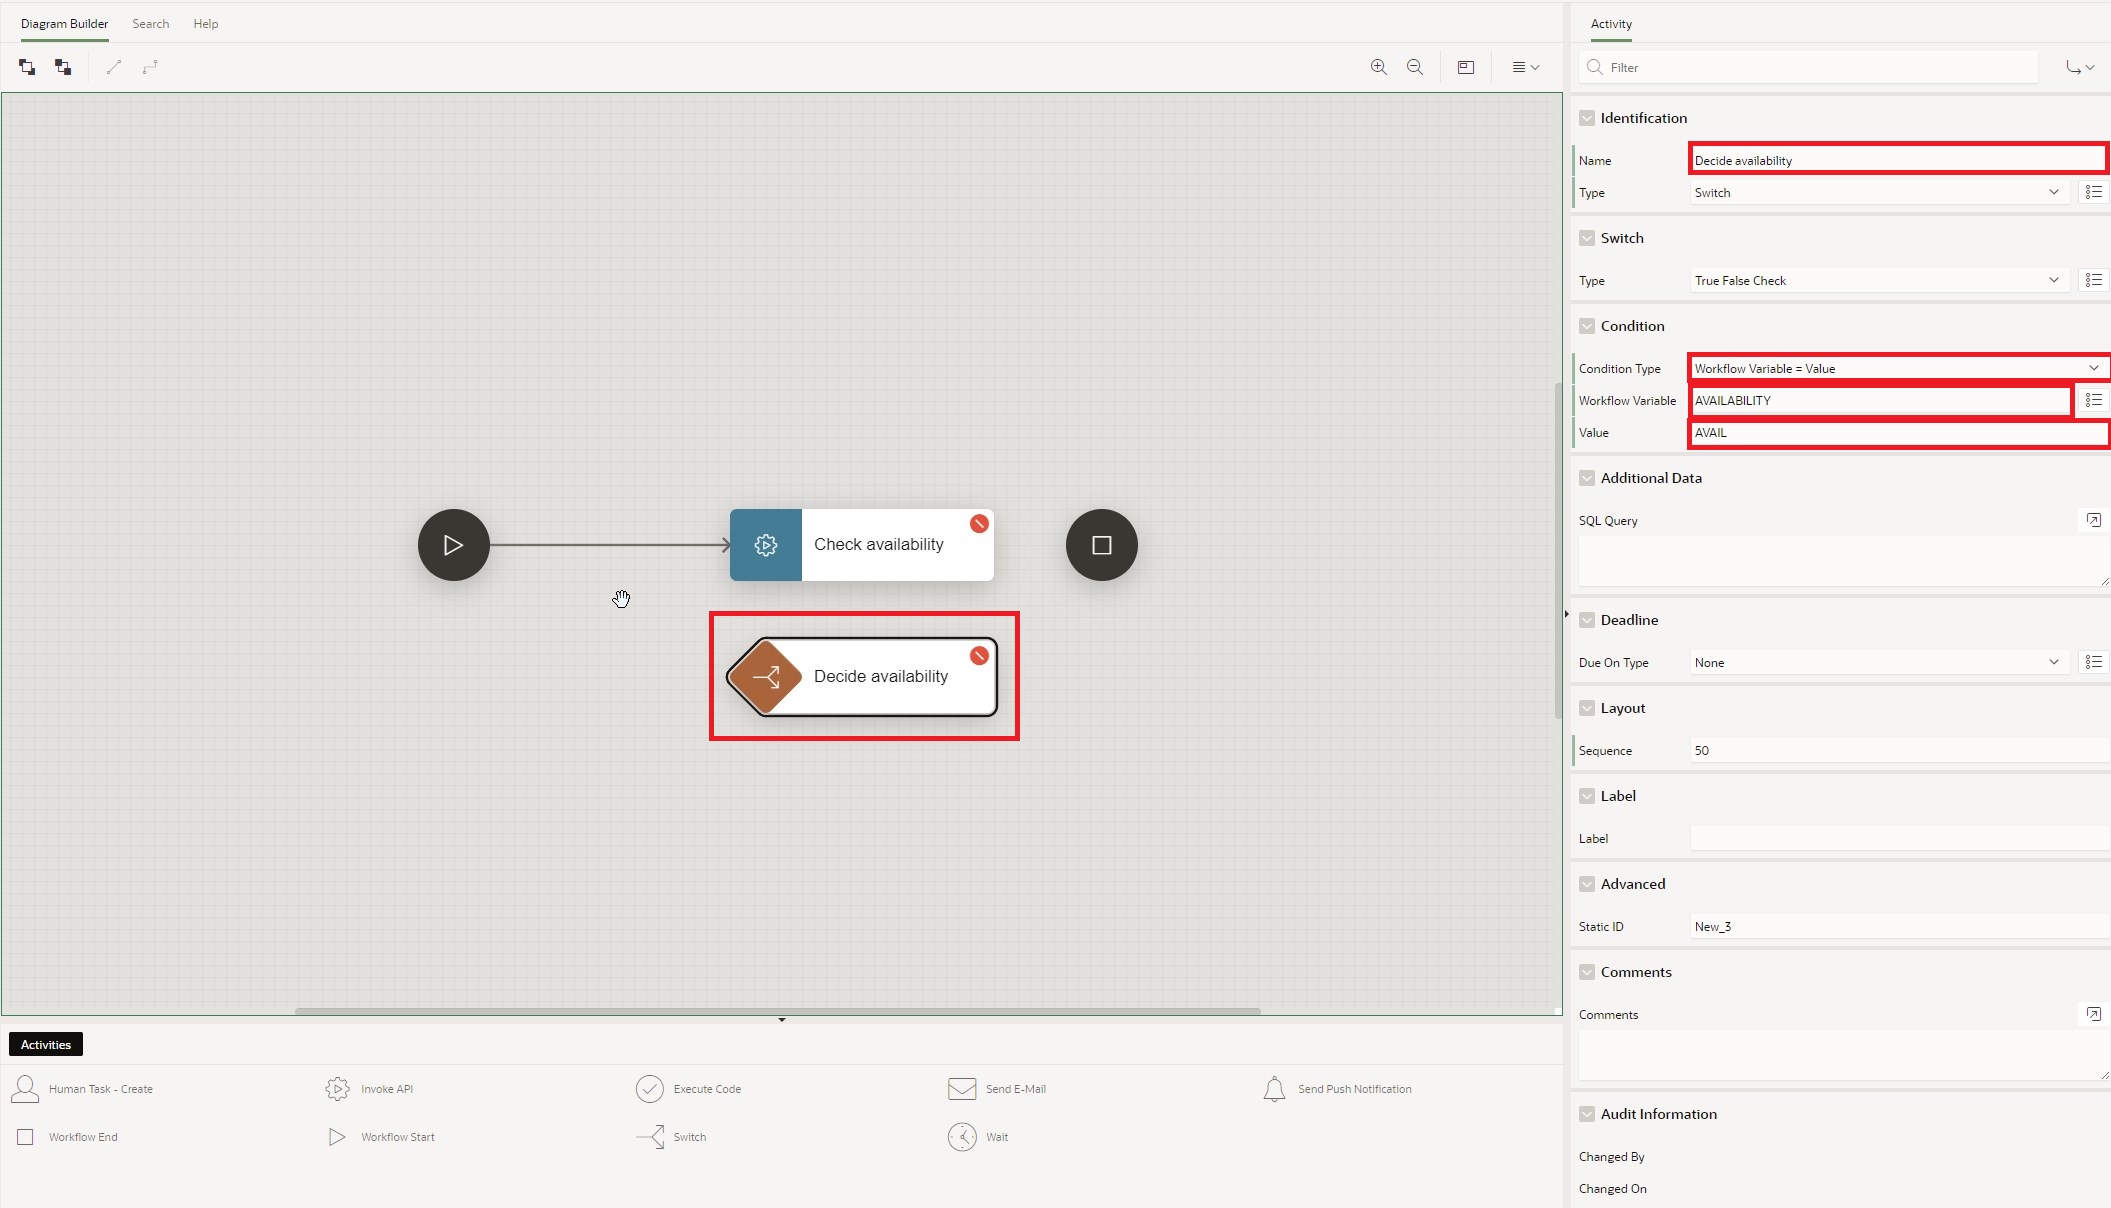 Diagram Builder Search Help
Check availability
Decide availability
Activities
Human Task - Create Invoke API Execute Code Send E-Mail Send Push Notification
Workflow End Workflow Start Switch Wait
Activity
Filter
Identification
Name Decide availability
Type Switch
Switch
Type True False Check
Condition
Condition Type Workflow Variable = Value
Workflow Variable AVAILABILITY
Value AVAIL
Additional Data
SQL Query
Deadline
Due On Type None
Layout
Sequence 50
Label
Label
Advanced
Static ID New_3
Comments
Comments
Audit Information
Changed By
Changed On